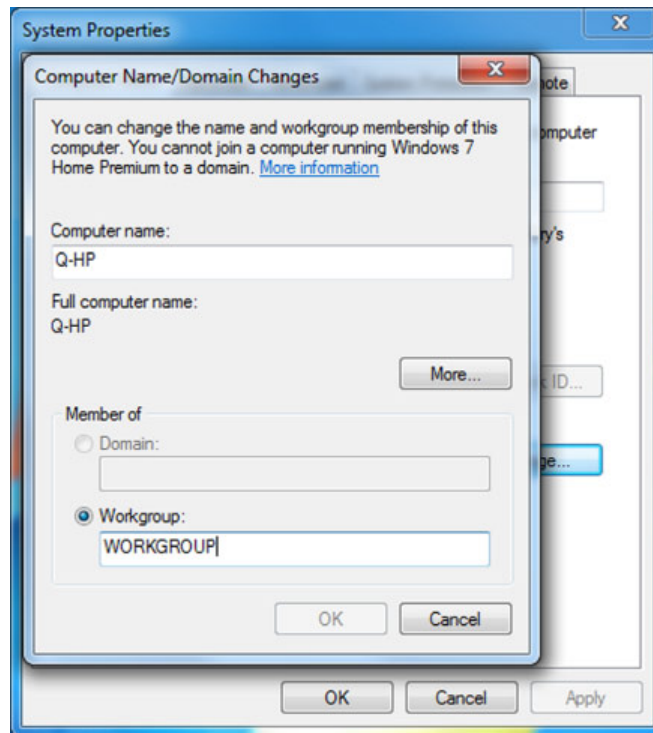 System Properties
Computer Name/Domain Changes
You can change the name and workgroup membership of this
computer. You cannot join a computer running Windows 7
Home Premium to a domain. More information
Computer name:
Q-HP
Full computer name:
Q-HP
More...
Member of
Domain:
Workgroup:
WORKGROUP
OK Cancel
OK Cancel Apply